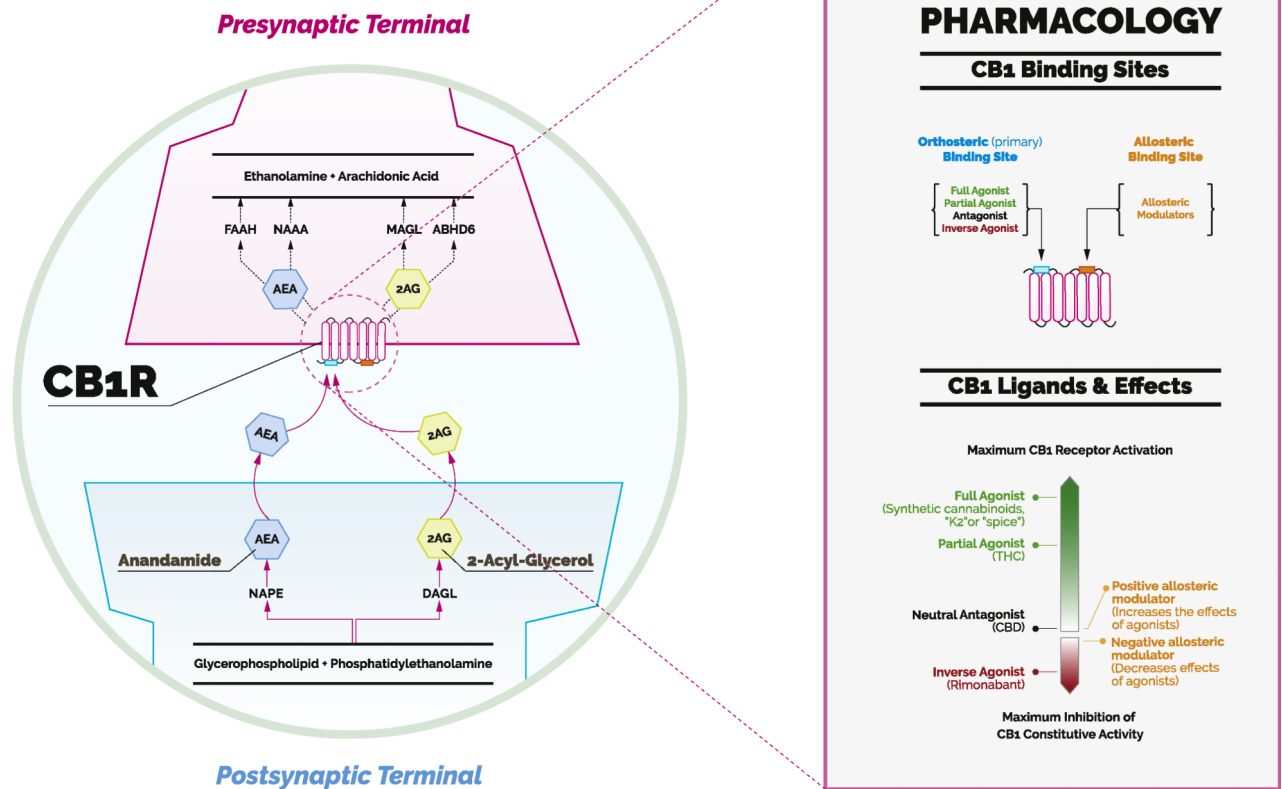 Presynaptic Terminal
Ethanolamine + Arachidonic Acid
FAAH
NAAA
MAGL
ABHD6
AEA
2AG
CB1R
AEA
2AG
AEA
2AG
Anandamide
2-Acyl-Glycerol
NAPE
DAGL
Glycerophospholipid + Phosphatidylethanolamine
Postsynaptic Terminal
PHARMACOLOGY
CB1 Binding Sites
Orthosteric (primary)
Binding Site
Full Agonist
Partial Agonist
Antagonist
Inverse Agonist
Allosteric
Binding Site
Allosteric
Modulators
CB1 Ligands & Effects
Maximum CB1 Receptor Activation
Full Agonist
(Synthetic cannabinoids,
"K2"or "spice")
Partial Agonist
(THC)
Neutral Antagonist
(CBD)
Inverse Agonist
(Rimonabant)
Positive allosteric
modulator
(Increases the effects
of agonists)
Negative allosteric
modulator
(Decreases effects
of agonists)
Maximum Inhibition of
CB1 Constitutive Activity